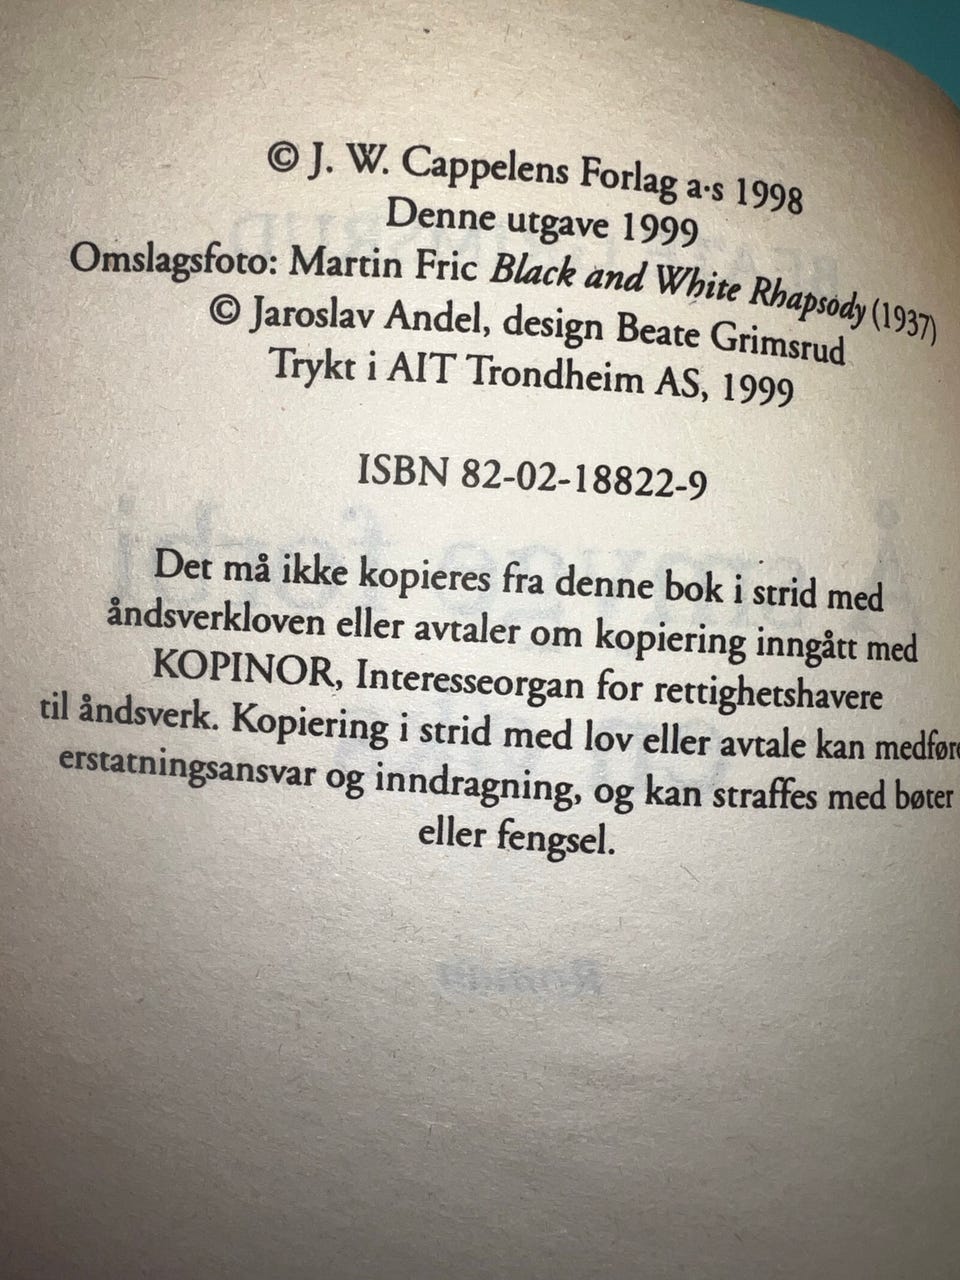 © J. W. Cappelens Forlag a·s 1998
Denne utgave 1999
Omslagsfoto: Martin Fric Black and White Rhapsody (1937)
© Jaroslav Andel, design Beate Grimsrud
Trykt i AIT Trondheim AS, 1999
ISBN 82-02-18822-9
Det må ikke kopieres fra denne bok i strid med
åndsverkloven eller avtaler om kopiering inngått med
KOPINOR, Interesseorgan for rettighetshavere
til åndsverk. Kopiering i strid med lov eller avtale kan medføre
erstatningsansvar og inndragning, og kan straffes med bøter
eller fengsel.